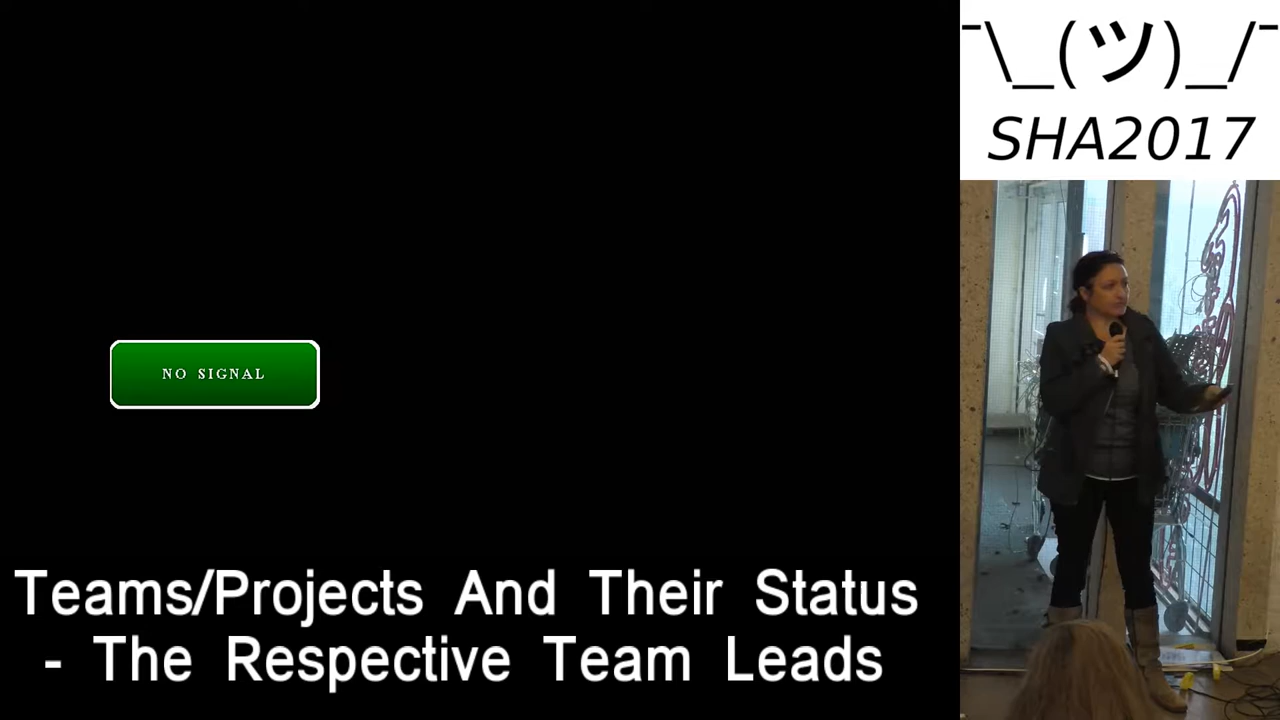 ¯\_(ツ)_/¯
SHA2017
NO SIGNAL
Teams/Projects And Their Status
- The Respective Team Leads